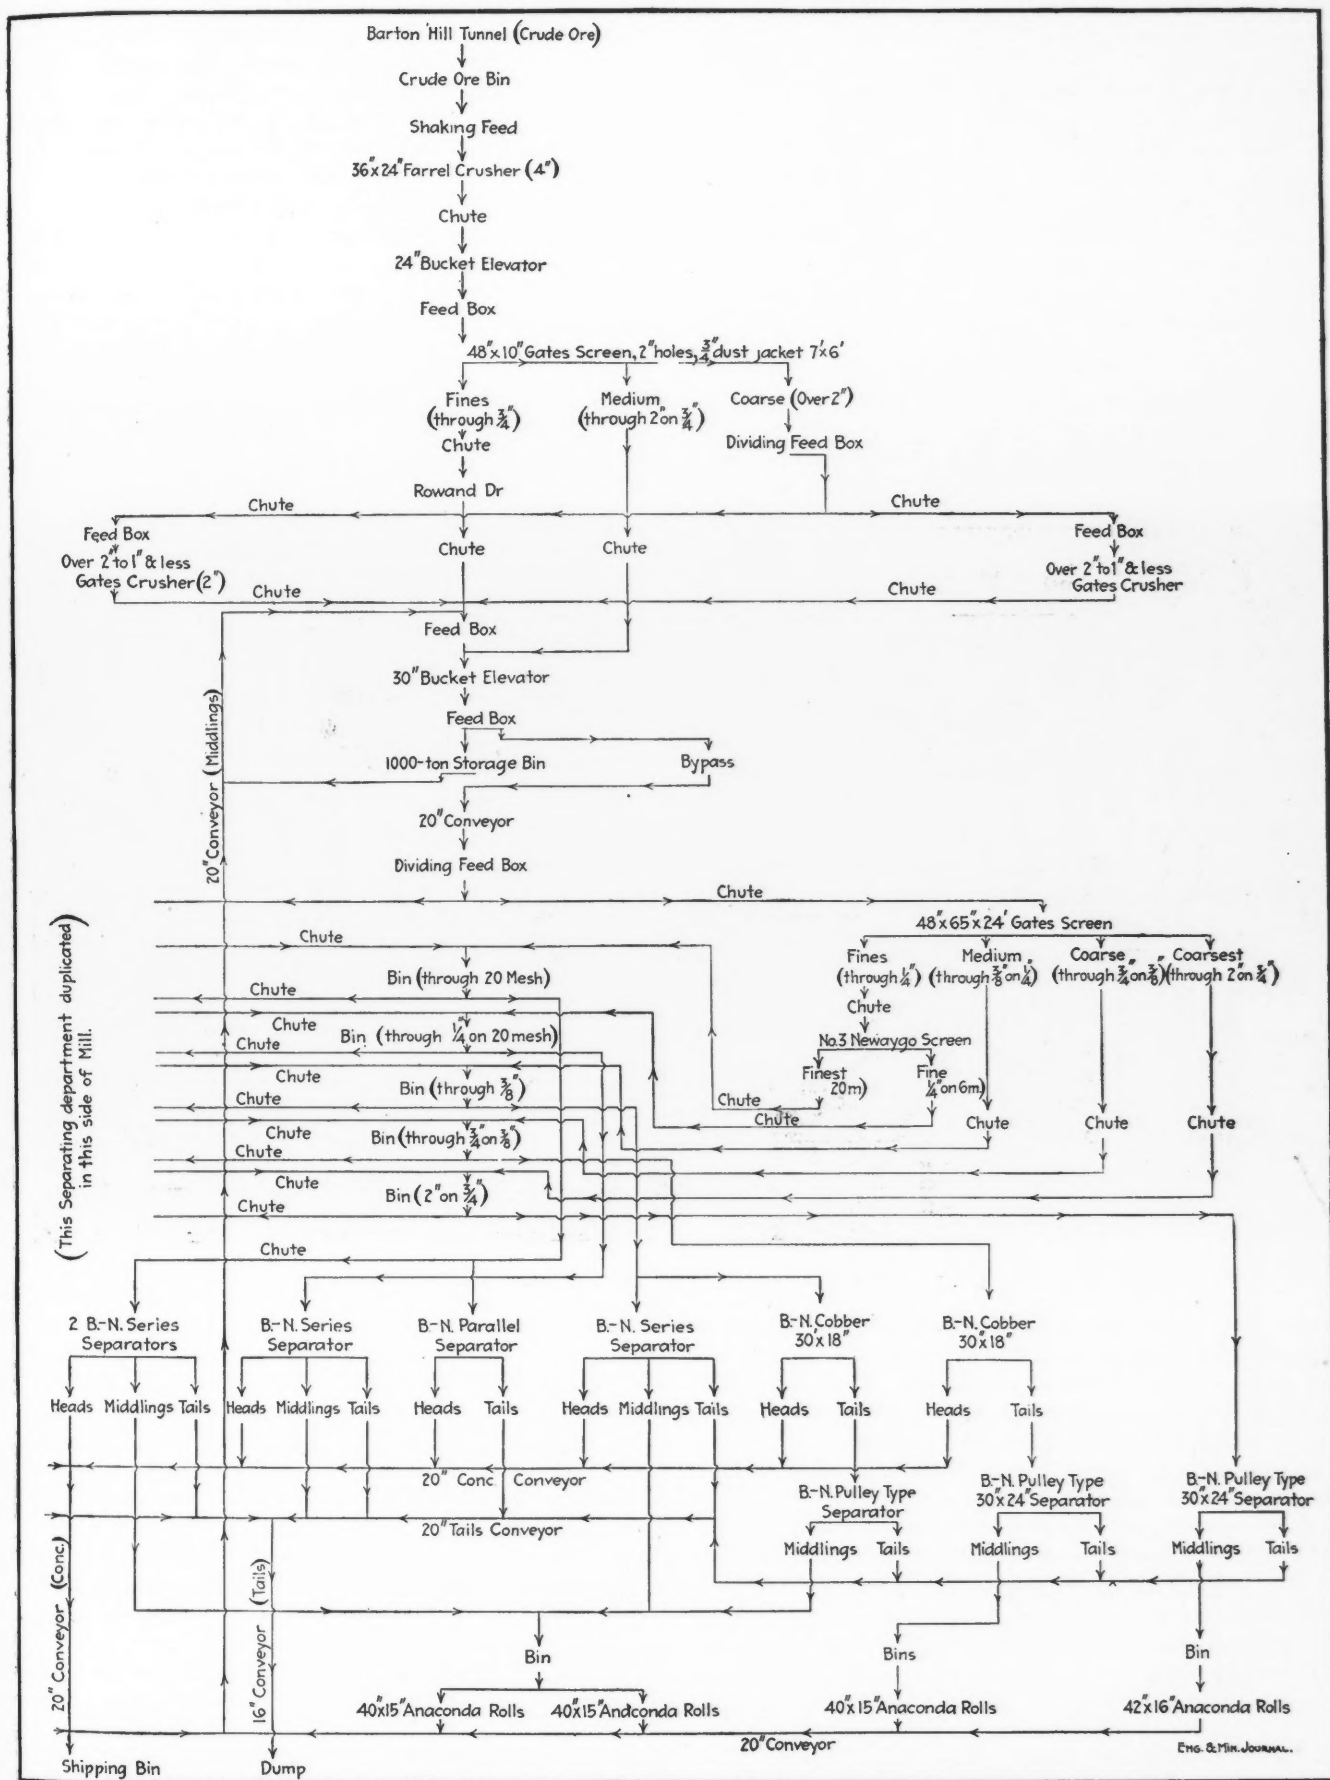 Barton Hill Tunnel (Crude Ore)
Crude Ore Bin
Shaking Feed
36"x24" Farrel Crusher (4")
Chute
24" Bucket Elevator
Feed Box
48"x10" Gates Screen, 2" holes, 3/4" dust jacket 7'x6'
Fines
(through 3/4")
Medium
(through 2" on 3/4")
Coarse (Over 2")
Chute
Dividing Feed Box
Rowand Dr
Chute
Chute
Feed Box
Over 2" to 1" & less
Gates Crusher (2")
Chute
Chute
Feed Box
Over 2" to 1" & less
Gates Crusher
Chute
Chute
Feed Box
30" Bucket Elevator
Feed Box
1000-ton Storage Bin
Bypass
20" Conveyor (Middlings)
20" Conveyor
Dividing Feed Box
Chute
48"x65"x24' Gates Screen
Fines
(through 1/4")
Medium
(through 3/8" on 1/4")
Coarse
(through 3/4" on 3/8")
Coarsest
(through 2" on 3/4")
Chute
No.3 Newaygo Screen
Finest
20m)
Fine
1/4" on 6m)
Chute
Chute
Chute
Chute
Chute
(This Separating department duplicated
in this side of Mill.)
Chute
Bin (through 20 Mesh)
Chute
Chute
Bin (through 1/4" on 20 mesh)
Chute
Chute
Bin (through 3/8")
Chute
Chute
Bin (through 3/4" on 3/8")
Chute
Chute
Bin (2" on 3/4")
Chute
Chute
2 B.-N. Series
Separators
B.-N. Series
Separator
B.-N. Parallel
Separator
B.-N. Series
Separator
B.-N. Cobber
30'x18"
B.-N. Cobber
30"x18"
Heads Middlings Tails
Heads Middlings Tails
Heads Tails
Heads Middlings Tails
Heads Tails
Heads Tails
20" Conc. Conveyor
B.-N. Pulley Type
Separator
B.-N. Pulley Type
30"x24" Separator
B.-N. Pulley Type
30"x24" Separator
20" Tails Conveyor
Middlings Tails
Middlings Tails
Middlings Tails
20" Conveyor (Conc.)
16" Conveyor (Tails)
Bin
Bins
Bin
40"x15" Anaconda Rolls
40"x15" Andconda Rolls
40"x15" Anaconda Rolls
42"x16" Anaconda Rolls
20" Conveyor
Shipping Bin
Dump
ENG. & MIN. JOURNAL.